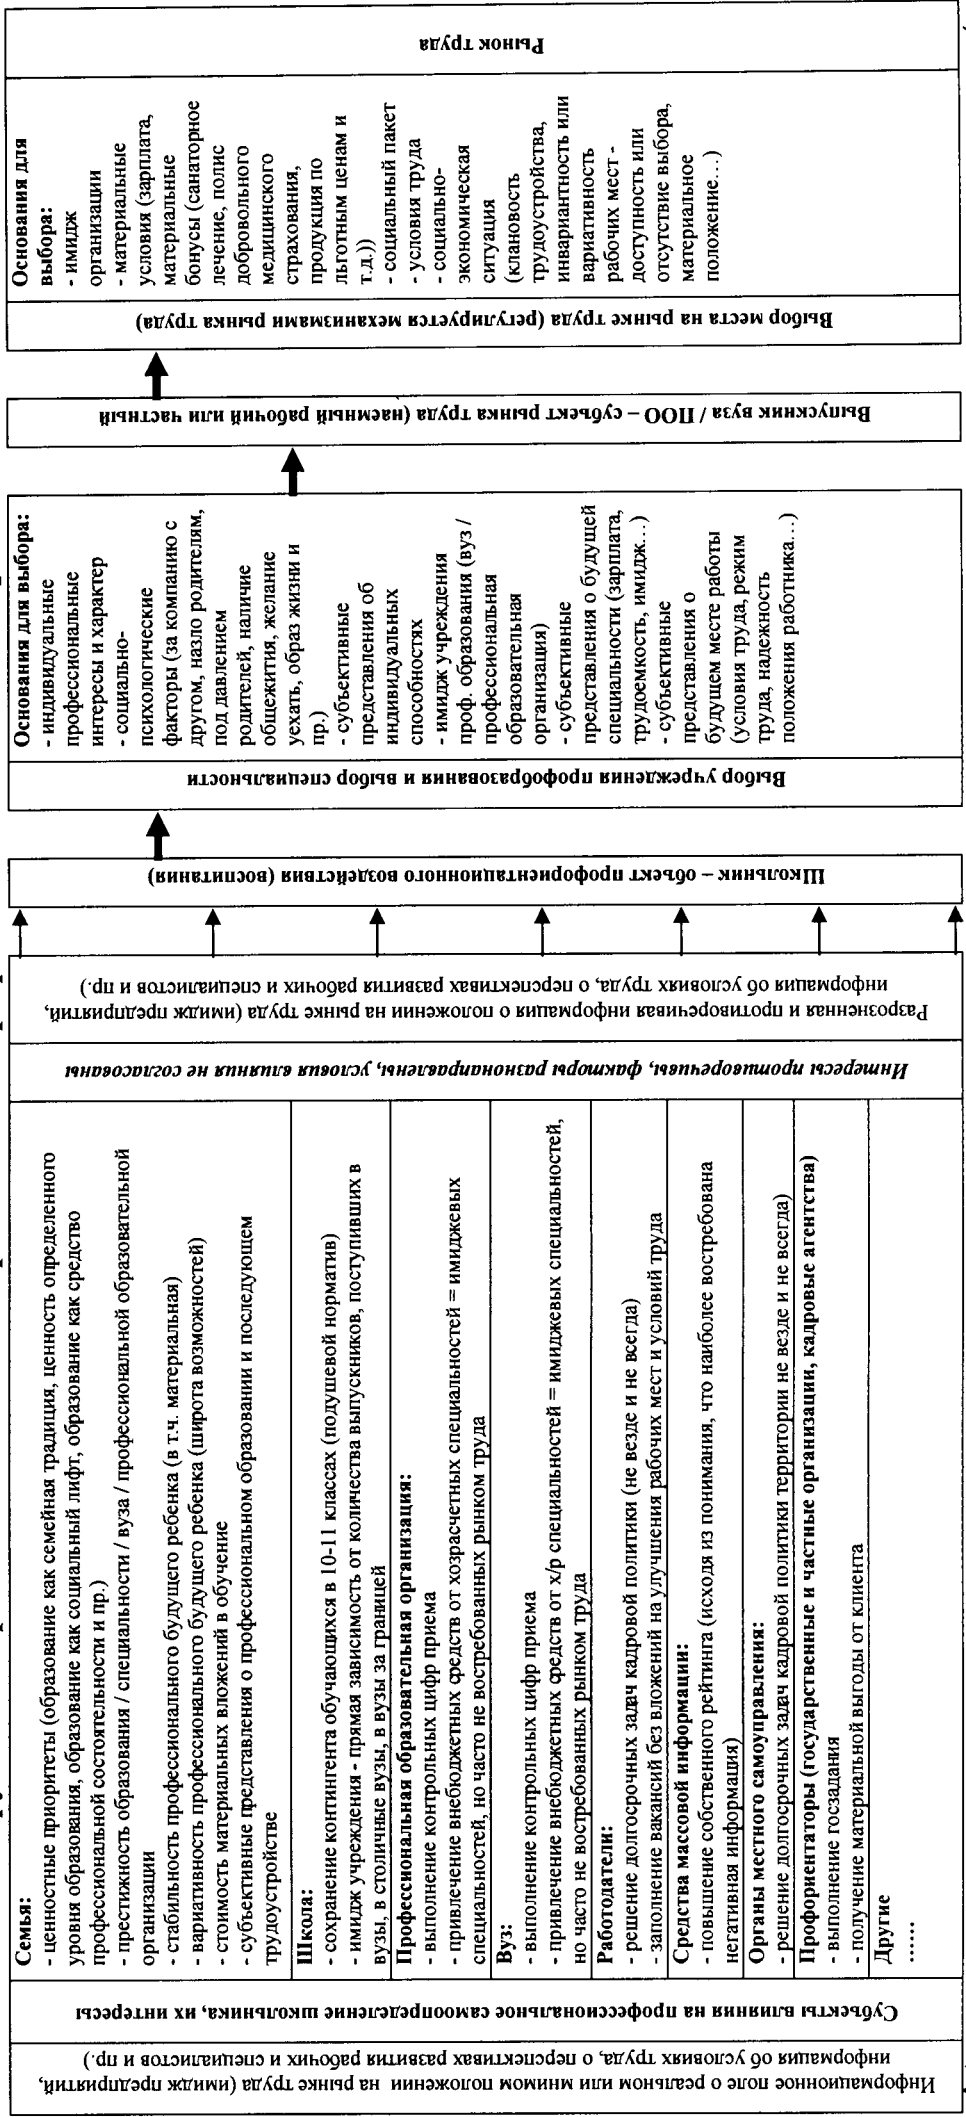 Информационное поле о реальном или мнимом положении на рынке труда (имидж предприятий,
информация об условиях труда, о перспективах развития рабочих и специалистов и пр.)
Субъекты влияния на профессиональное самоопределение школьника, их интересы
Семья:
- ценностные приоритеты (образование как семейная традиция, ценность определенного
уровня образования, образование как социальный лифт, образование как средство
профессиональной состоятельности и пр.)
- престижность образования / специальности / вуза / профессиональной образовательной
организации
- стабильность профессионального будущего ребенка (в т.ч. материальная)
- вариативность профессионального будущего ребенка (широта возможностей)
- стоимость материальных вложений в обучение
- субъективные представления о профессиональном образовании и последующем
трудоустройстве
Школа:
- сохранение контингента обучающихся в 10-11 классах (подушевой норматив)
- имидж учреждения - прямая зависимость от количества выпускников, поступивших в
вузы, в столичные вузы, в вузы за границей
Профессиональная образовательная организация:
- выполнение контрольных цифр приема
- привлечение внебюджетных средств от хозрасчетных специальностей = имиджевых
специальностей, но часто не востребованных рынком труда
Вуз:
- выполнение контрольных цифр приема
- привлечение внебюджетных средств от х/р специальностей = имиджевых специальностей,
но часто не востребованных рынком труда
Работодатели:
- решение долгосрочных задач кадровой политики (не везде и не всегда)
- заполнение вакансий без вложений на улучшения рабочих мест и условий труда
Средства массовой информации:
- повышение собственного рейтинга (исходя из понимания, что наиболее востребована
негативная информация)
Органы местного самоуправления:
- решение долгосрочных задач кадровой политики территории не везде и не всегда)
Профориентаторы (государственные и частные организации, кадровые агентства)
- выполнение госзадания
- получение материальной выгоды от клиента
Другие
......
Интересы противоречивы, факторы разнонаправлены, условия влияния не согласованы
Разрозненная и противоречивая информация о положении на рынке труда (имидж предприятий,
информация об условиях труда, о перспективах развития рабочих и специалистов и пр.)
Школьник – объект профориентационного воздействия (воспитания)
Выбор учреждения профобразования и выбор специальности
Основания для выбора:
- индивидуальные
профессиональные
интересы и характер
- социально-
психологические
факторы (за компанию с
другом, назло родителям,
под давлением
родителей, наличие
общежития, желание
уехать, образ жизни и
пр.)
- субъективные
представления об
индивидуальных
способностях
- имидж учреждения
проф. образования (вуз /
профессиональная
образовательная
организация)
- субъективные
представления о будущей
специальности (зарплата,
трудоемкость, имидж…)
- субъективные
представления о
будущем месте работы
(условия труда, режим
труда, надежность
положения работника…)
Выпускник вуза / ПОО – субъект рынка труда (наемный рабочий или частный
Выбор места на рынке труда (регулируется механизмами рынка труда)
Основания для
выбора:
- имидж
организации
- материальные
условия (зарплата,
материальные
бонусы (санаторное
лечение, полис
добровольного
медицинского
страхования,
продукция по
льготным ценам и
т.д.))
- социальный пакет
- условия труда
- социально-
экономическая
ситуация
(клановость
трудоустройства,
инвариантность или
вариативность
рабочих мест -
доступность или
отсутствие выбора,
материальное
положение…)
Рынок труда